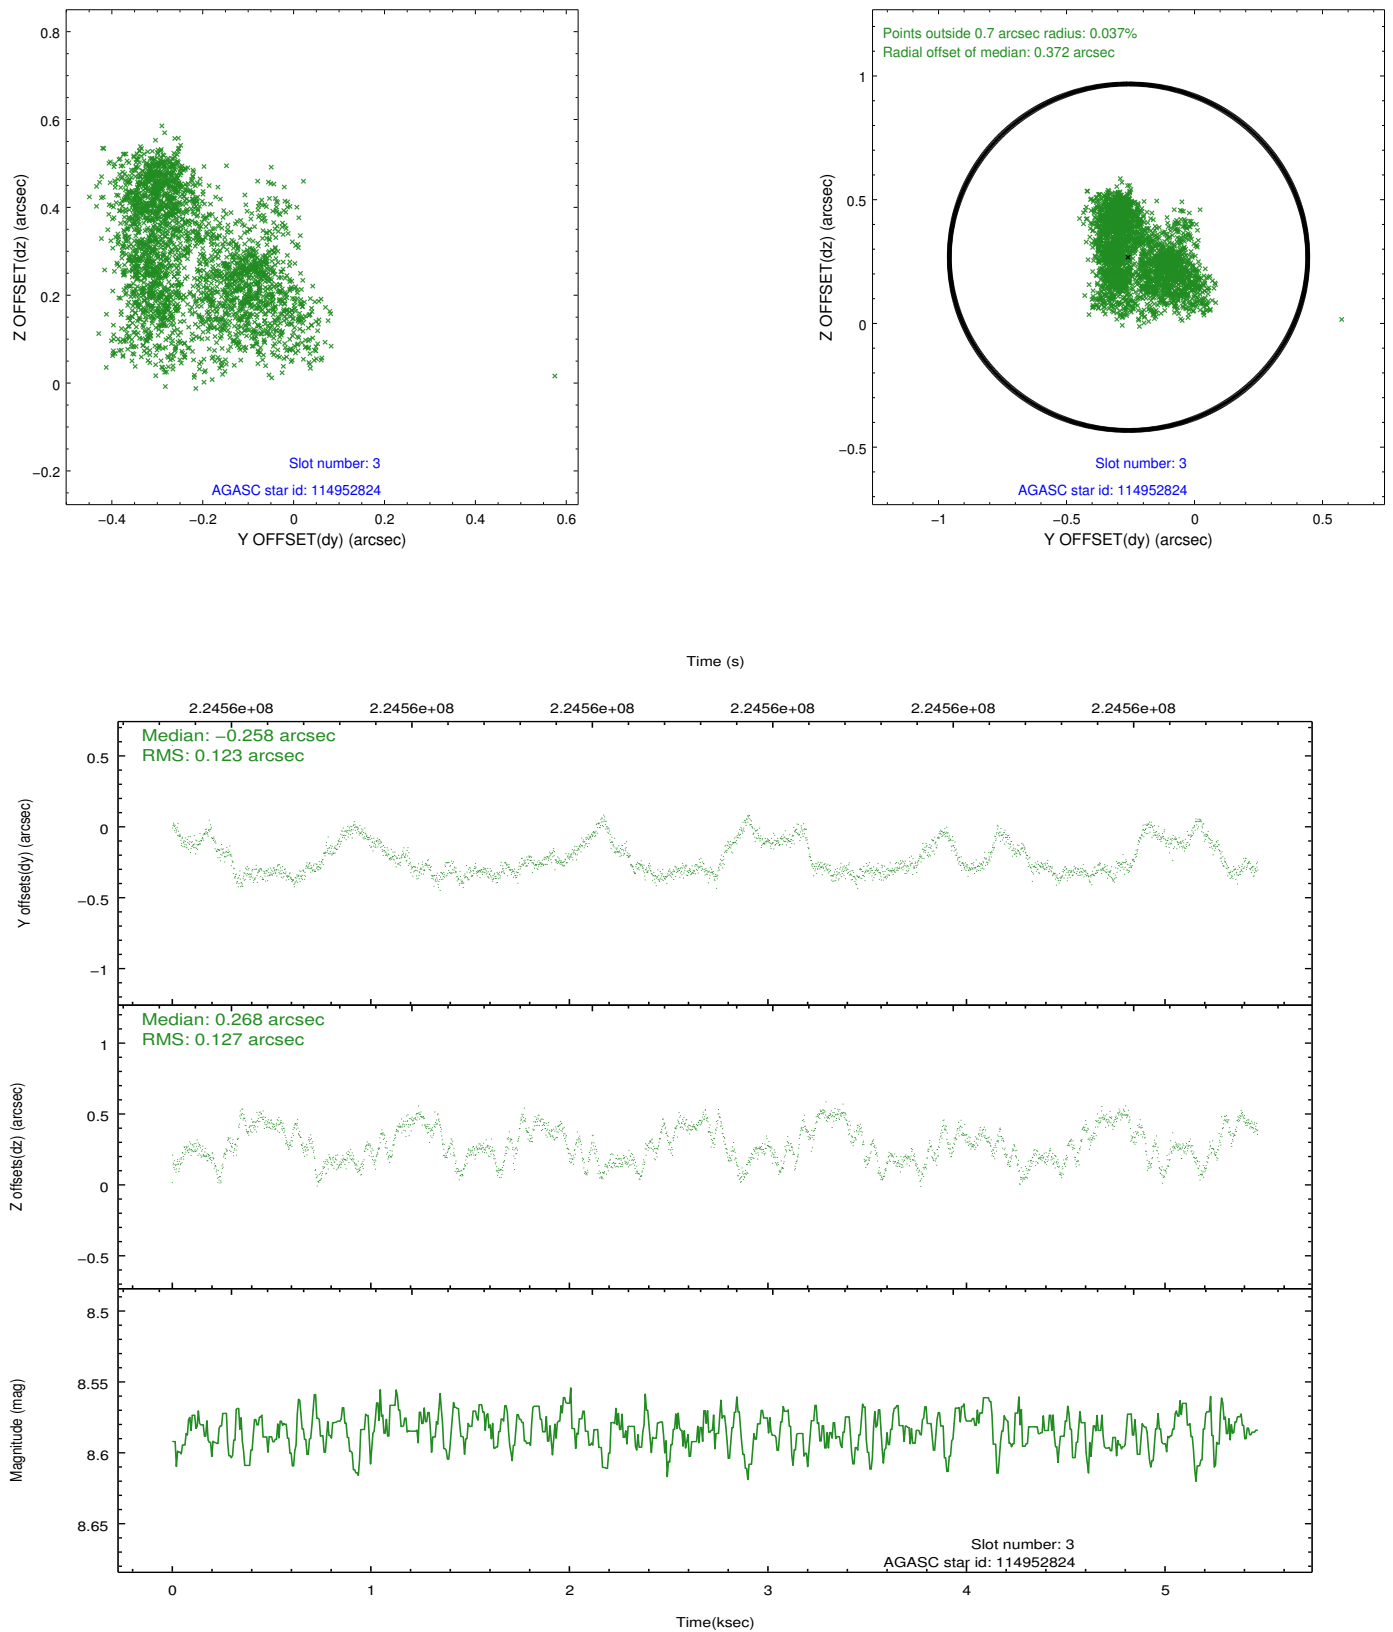 0.8
0.6
0.4
0.2
0
−0.2
Z OFFSET(dz) (arcsec)
Slot number: 3
AGASC star id: 114952824
−0.4
−0.2
0
0.2
0.4
0.6
Y OFFSET(dy) (arcsec)
Points outside 0.7 arcsec radius: 0.037%
Radial offset of median: 0.372 arcsec
1
0.5
0
−0.5
Z OFFSET(dz) (arcsec)
Slot number: 3
AGASC star id: 114952824
−1
−0.5
0
0.5
Y OFFSET(dy) (arcsec)
Time (s)
2.2456e+08
2.2456e+08
2.2456e+08
2.2456e+08
2.2456e+08
2.2456e+08
Median: −0.258 arcsec
RMS: 0.123 arcsec
0.5
0
−0.5
−1
Y offsets(dy) (arcsec)
Median: 0.268 arcsec
RMS: 0.127 arcsec
1
0.5
0
−0.5
Z offsets(dz) (arcsec)
8.5
8.55
8.6
8.65
Magnitude (mag)
Slot number: 3
AGASC star id: 114952824
0
1
2
3
4
5
Time(ksec)